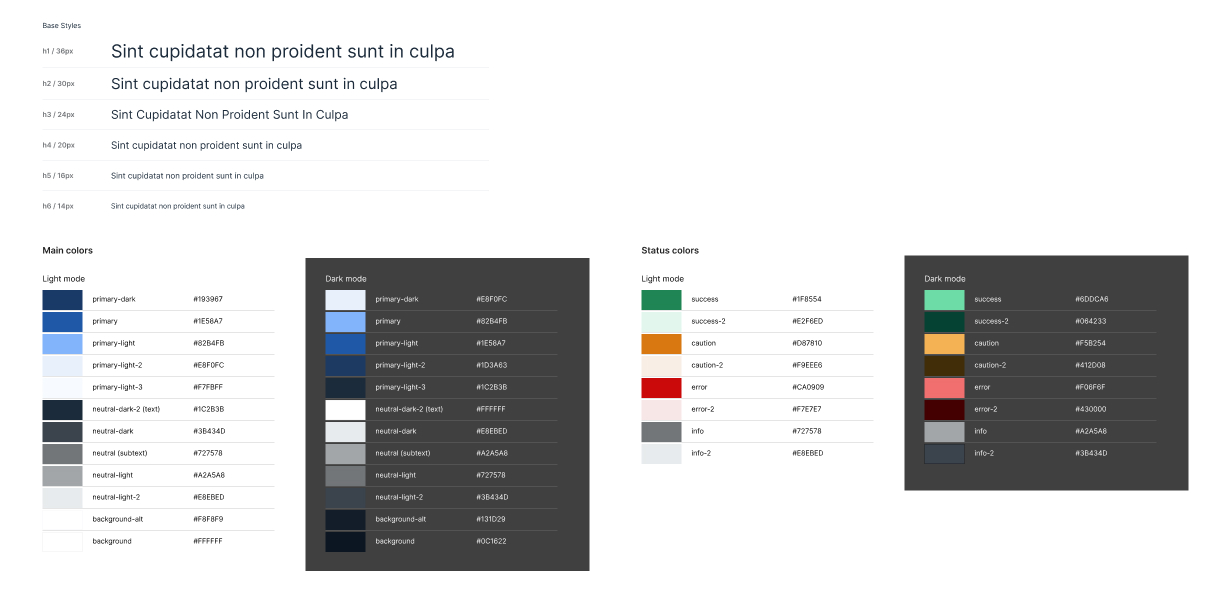 Base Styles
h1 / 36px Sint cupidatat non proident sunt in culpa
h2 / 30px Sint cupidatat non proident sunt in culpa
h3 / 24px Sint Cupidatat Non Proident Sunt In Culpa
h4 / 20px Sint cupidatat non proident sunt in culpa
h5 / 16px Sint cupidatat non proident sunt in culpa
h6 / 14px Sint cupidatat non proident sunt in culpa
Main colors
Light mode
primary-dark #193967
primary #1E58A7
primary-light #82B4FB
primary-light-2 #E8F0FC
primary-light-3 #F7FBFF
neutral-dark-2 (text) #1C2B3B
neutral-dark #3B434D
neutral (subtext) #727578
neutral-light #A2A5A8
neutral-light-2 #E8EBED
background-alt #F8F8F9
background #FFFFFF
Dark mode
primary-dark #E8F0FC
primary #82B4FB
primary-light #1E58A7
primary-light-2 #1D3A63
primary-light-3 #1C2B3B
neutral-dark-2 (text) #FFFFFF
neutral-dark #E8EBED
neutral (subtext) #A2A5A8
neutral-light #727578
neutral-light-2 #3B434D
background-alt #131D29
background #0C1622
Status colors
Light mode
success #1F8554
success-2 #E2F6ED
caution #D87810
caution-2 #F9EEE6
error #CA0909
error-2 #F7E7E7
info #727578
info-2 #E8EBED
Dark mode
success #6DDCA6
success-2 #064233
caution #F5B254
caution-2 #412D08
error #F06F6F
error-2 #430000
info #A2A5A8
info-2 #3B434D